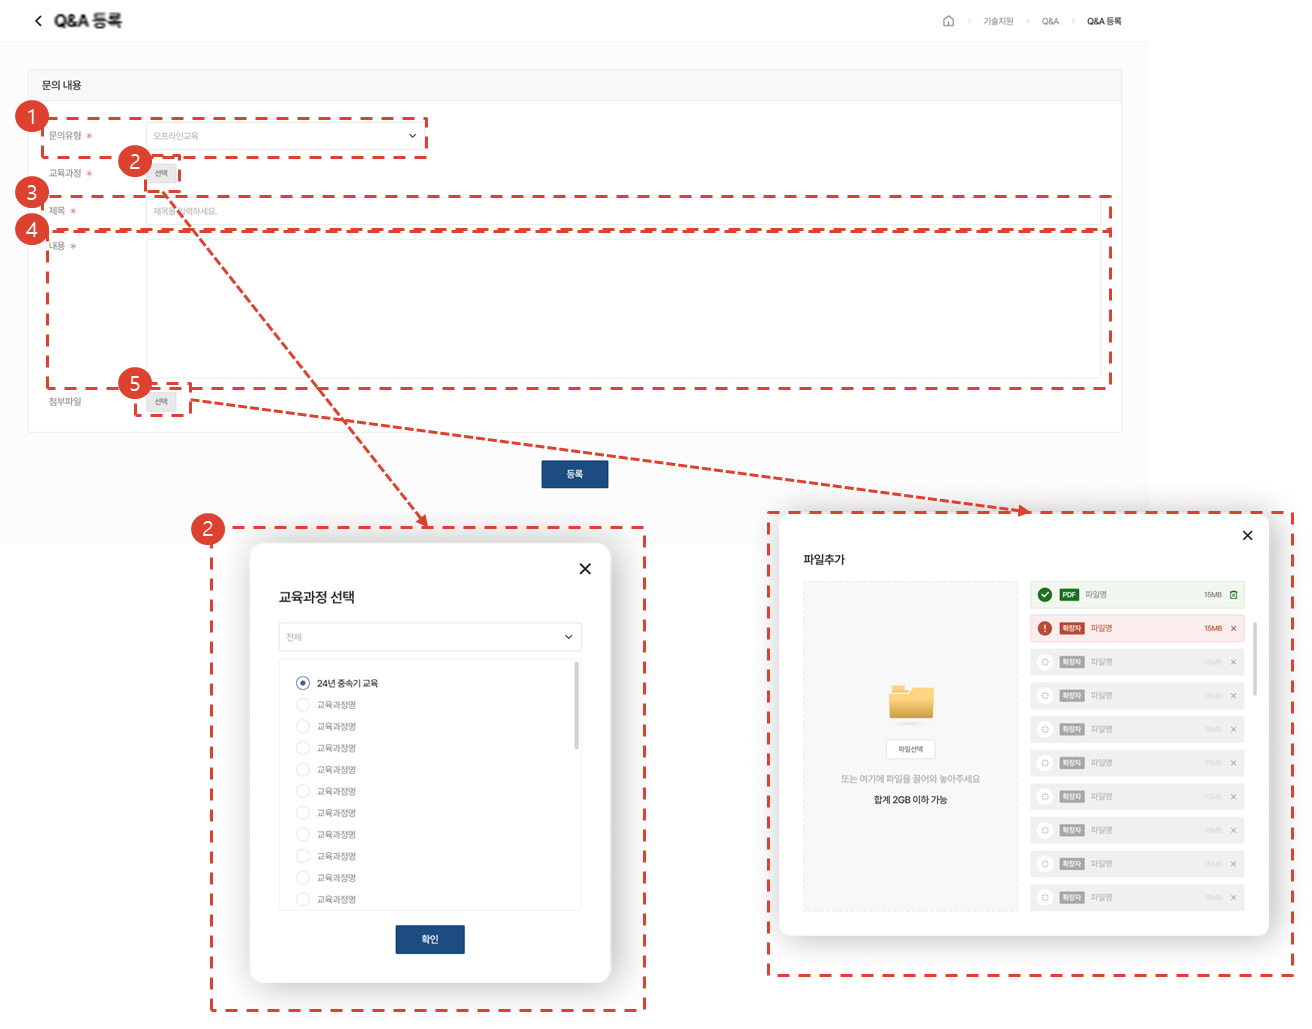 Q&A 등록
기술지원 Q&A Q&A 등록
문의 내용
1
문의유형 * 오프라인교육
2
교육과정 * 선택
3
제목 * 제목을 입력하세요.
4
내용 *
5
첨부파일 선택
등록
2
교육과정 선택
전체
24년 중속기 교육
교육과정명
교육과정명
교육과정명
교육과정명
교육과정명
교육과정명
교육과정명
교육과정명
교육과정명
교육과정명
확인
파일추가
파일선택
또는 여기에 파일을 끌어와 놓아주세요
합계 2GB 이하 가능
PDF 파일명 15MB
확장자 파일명 15MB
확장자 파일명 15MB
확장자 파일명 15MB
확장자 파일명 15MB
확장자 파일명 15MB
확장자 파일명 15MB
확장자 파일명 15MB
확장자 파일명 15MB
확장자 파일명 15MB